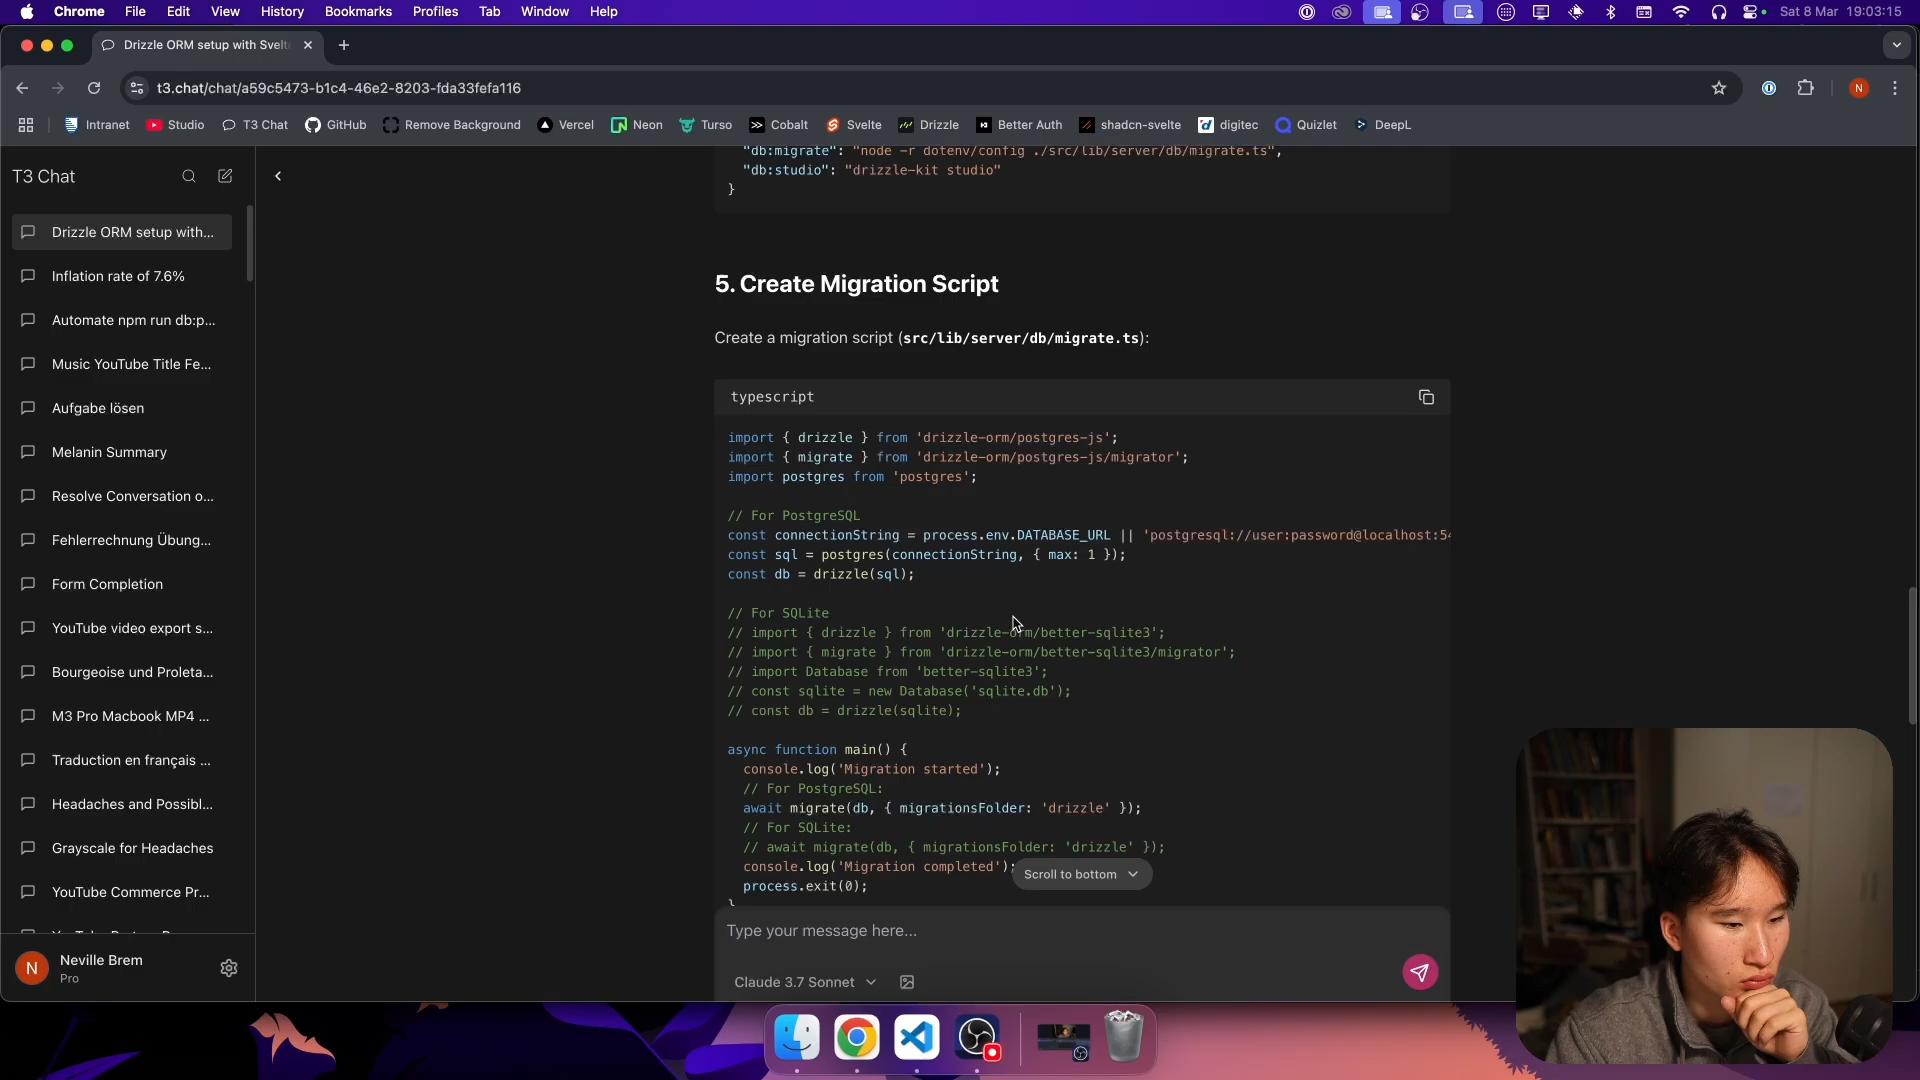 Chrome File Edit View History Bookmarks Profiles Tab Window Help
Sat 8 Mar 19:03:15
Drizzle ORM setup with Svelt
t3.chat/chat/a59c5473-b1c4-46e2-8203-fda33fefa116
N
Intranet Studio T3 Chat GitHub Remove Background Vercel Neon Turso Cobalt Svelte Drizzle Better Auth shadcn-svelte digitec Quizlet DeepL
T3 Chat
Drizzle ORM setup with...
Inflation rate of 7.6%
Automate npm run db:p...
Music YouTube Title Fe...
Aufgabe lösen
Melanin Summary
Resolve Conversation o...
Fehlerrechnung Übung...
Form Completion
YouTube video export s...
Bourgeoise und Proleta...
M3 Pro Macbook MP4 ...
Traduction en français ...
Headaches and Possibl...
Grayscale for Headaches
YouTube Commerce Pr...
N
Neville Brem
Pro
"db:migrate": "node -r dotenv/config ./src/lib/server/db/migrate.ts",
"db:studio": "drizzle-kit studio"
}
5. Create Migration Script
Create a migration script (src/lib/server/db/migrate.ts):
typescript
import { drizzle } from 'drizzle-orm/postgres-js';
import { migrate } from 'drizzle-orm/postgres-js/migrator';
import postgres from 'postgres';
// For PostgreSQL
const connectionString = process.env.DATABASE_URL || 'postgresql://user:password@localhost:54
const sql = postgres(connectionString, { max: 1 });
const db = drizzle(sql);
// For SQLite
// import { drizzle } from 'drizzle-orm/better-sqlite3';
// import { migrate } from 'drizzle-orm/better-sqlite3/migrator';
// import Database from 'better-sqlite3';
// const sqlite = new Database('sqlite.db');
// const db = drizzle(sqlite);
async function main() {
console.log('Migration started');
// For PostgreSQL:
await migrate(db, { migrationsFolder: 'drizzle' });
// For SQLite:
// await migrate(db, { migrationsFolder: 'drizzle' });
console.log('Migration completed');
process.exit(0);
}
Scroll to bottom
Type your message here...
Claude 3.7 Sonnet